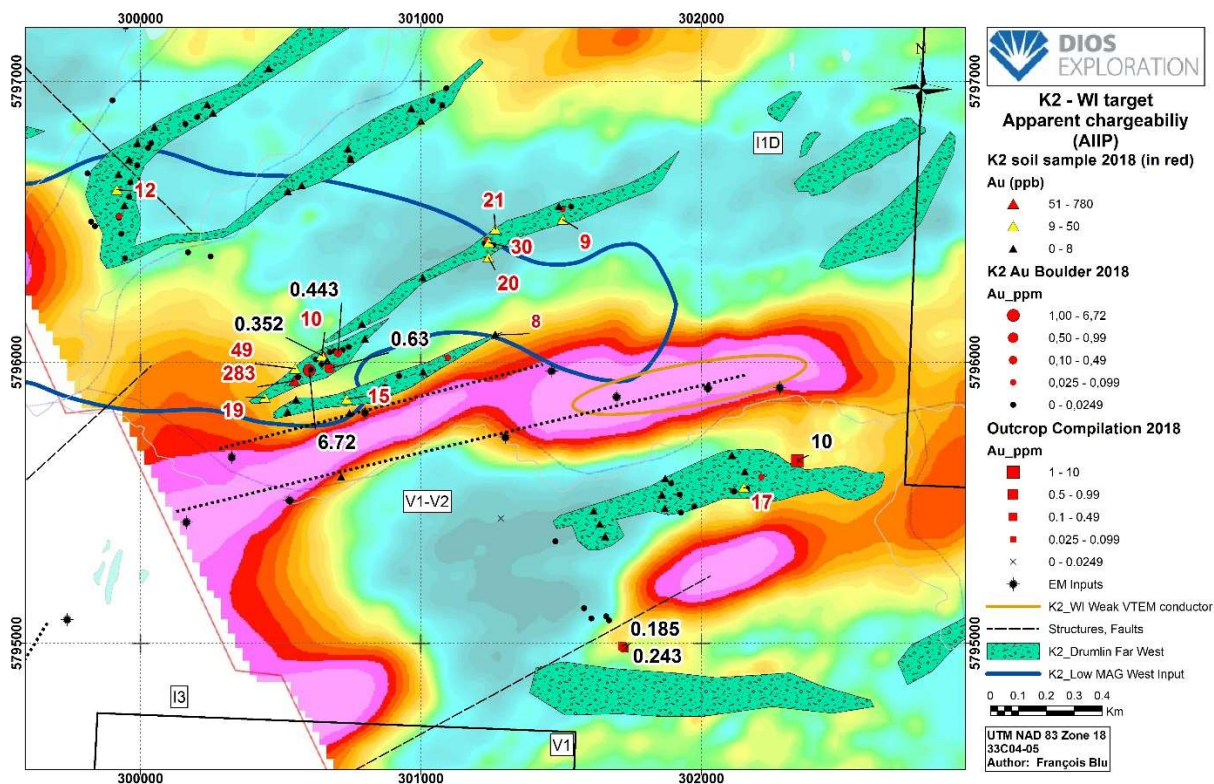 300000
301000
302000
5797000
5797000
I1D
12
21
30
9
20
0.443
0.352
10
0.63
8
49
283
5796000
5796000
19
15
6.72
10
V1-V2
17
0.185
0.243
5795000
5795000
I3
V1
300000
301000
302000
DIOS
EXPLORATION
N
K2 - WI target
Apparent chargeabiliy
(AIIP)
K2 soil sample 2018 (in red)
Au (ppb)
51 - 780
9 - 50
0 - 8
K2 Au Boulder 2018
Au_ppm
1,00 - 6,72
0,50 - 0,99
0,10 - 0,49
0,025 - 0,099
0 - 0,0249
Outcrop Compilation 2018
Au_ppm
1 - 10
0.5 - 0.99
0.1 - 0.49
0.025 - 0.099
0 - 0.0249
EM Inputs
K2_WI Weak VTEM conductor
Structures, Faults
K2_Drumlin Far West
K2_Low MAG West Input
0 0.1 0.2 0.3 0.4
Km
UTM NAD 83 Zone 18
33C04-05
Author: François Blu